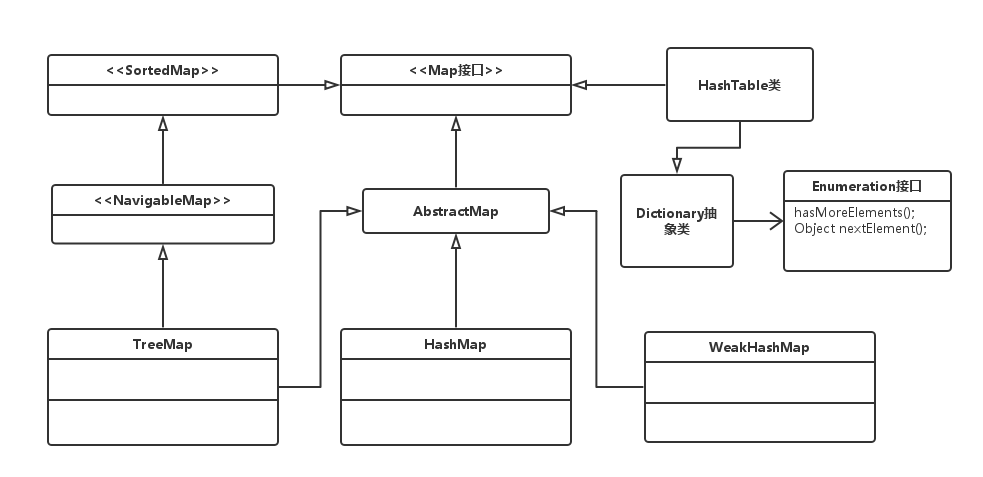 <<SortedMap>>
<<Map接口>>
HashTable类
<<NavigableMap>>
AbstractMap
Dictionary抽
象类
Enumeration接口
hasMoreElements();
Object nextElement();
TreeMap
HashMap
WeakHashMap